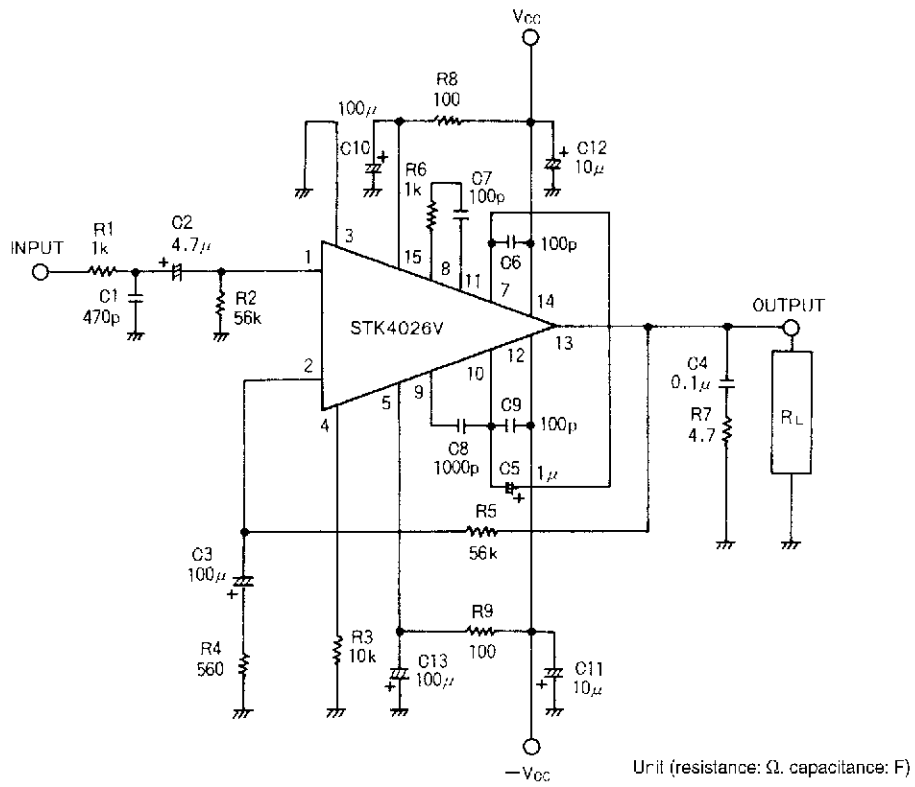 Vcc
R8
100
100μ
C10
C12
10μ
R6
1k
C7
100p
R1
1k
C2
4.7μ
INPUT
3
15
8
11
C6
100p
7
14
1
C1
470p
R2
56k
STK4026V
OUTPUT
13
12
10
2
9
5
4
C4
0.1μ
R7
4.7
RL
C8
1000p
C9
100p
C5
1μ
R5
56k
C3
100μ
R4
560
R3
10k
R9
100
C13
100μ
C11
10μ
−Vcc
Unit (resistance: Ω. capacitance: F)